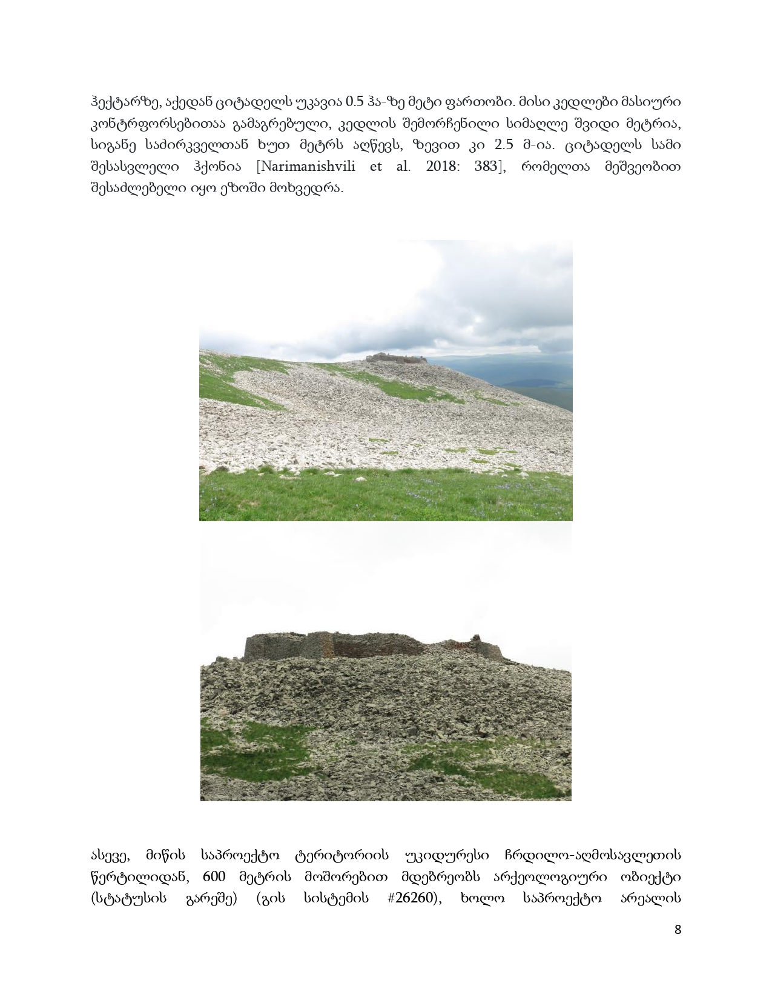 ჰექტარზე, აქედან ციტადელს უკავია 0.5 ჰა-ზე მეტი ფართობი. მისი კედლები მასიური
კონტრფორსებითაა გამაგრებული, კედლის შემორჩენილი სიმაღლე შვიდი მეტრია,
სიგანე საძირკველთან ხუთ მეტრს აღწევს, ზევით კი 2.5 მ-ია. ციტადელს სამი
შესასვლელი ჰქონია [Narimanishvili et al. 2018: 383], რომელთა მეშვეობით
შესაძლებელი იყო ეზოში მოხვედრა.
ასევე, მიწის საპროექტო ტერიტორიის უკიდურესი ჩრდილო-აღმოსავლეთის
წერტილიდან, 600 მეტრის მოშორებით მდებრეობს არქეოლოგიური ობიექტი
(სტატუსის გარეშე) (გის სისტემის #26260), ხოლო საპროექტო არეალის
8